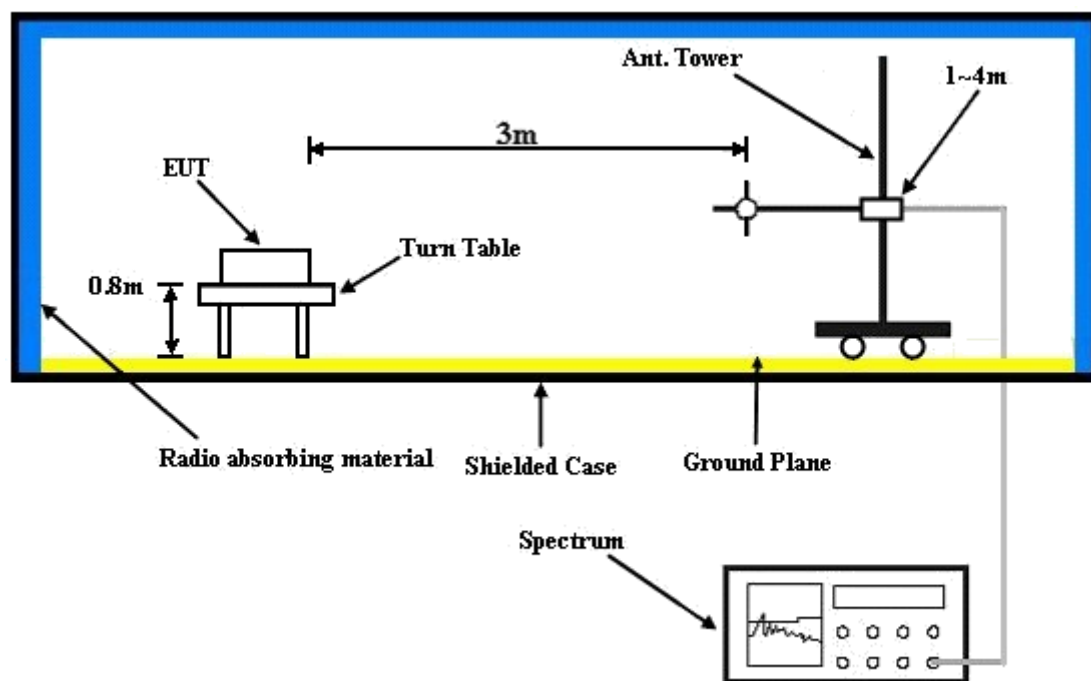 Ant. Tower
1~4m
3m
EUT
Turn Table
0.8m
Radio absorbing material
Shielded Case
Ground Plane
Spectrum